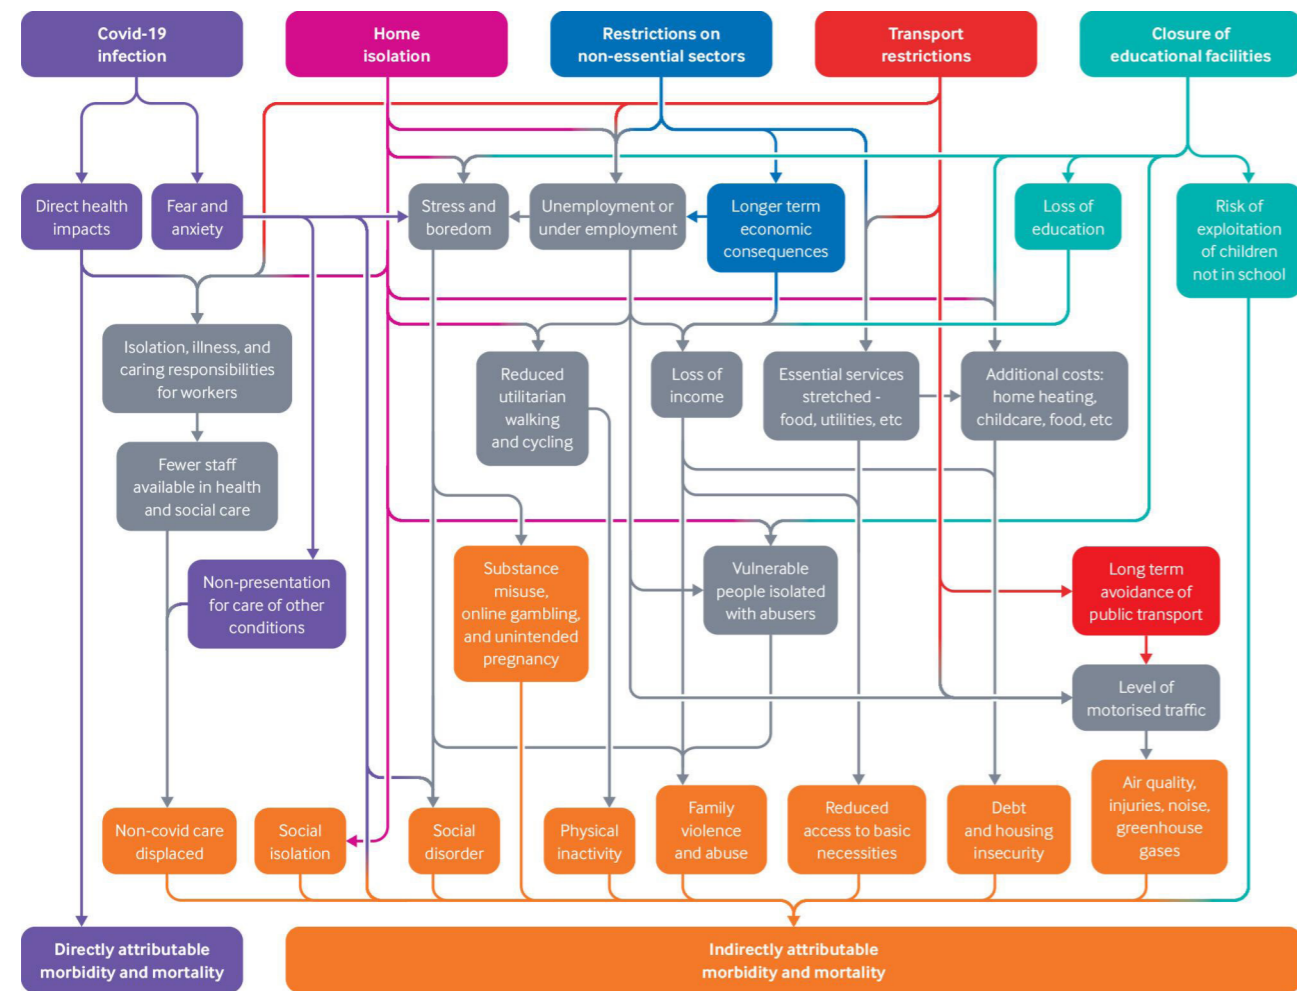 Covid-19
infection
Home
isolation
Restrictions on
non-essential sectors
Transport
restrictions
Closure of
educational facilities
Direct health
impacts
Fear and
anxiety
Stress and
boredom
Unemployment or
under employment
Longer term
economic
consequences
Loss of
education
Risk of
exploitation
of children
not in school
Isolation, illness, and
caring responsibilities
for workers
Reduced
utilitarian
walking
and cycling
Loss of
income
Essential services
stretched -
food, utilities, etc
Additional costs:
home heating,
childcare, food, etc
Fewer staff
available in health
and social care
Non-presentation
for care of other
conditions
Substance
misuse,
online gambling,
and unintended
pregnancy
Vulnerable
people isolated
with abusers
Long term
avoidance of
public transport
Level of
motorised traffic
Non-covid care
displaced
Social
isolation
Social
disorder
Physical
inactivity
Family
violence
and abuse
Reduced
access to basic
necessities
Debt
and housing
insecurity
Air quality,
injuries, noise,
greenhouse
gases
Directly attributable
morbidity and mortality
Indirectly attributable
morbidity and mortality